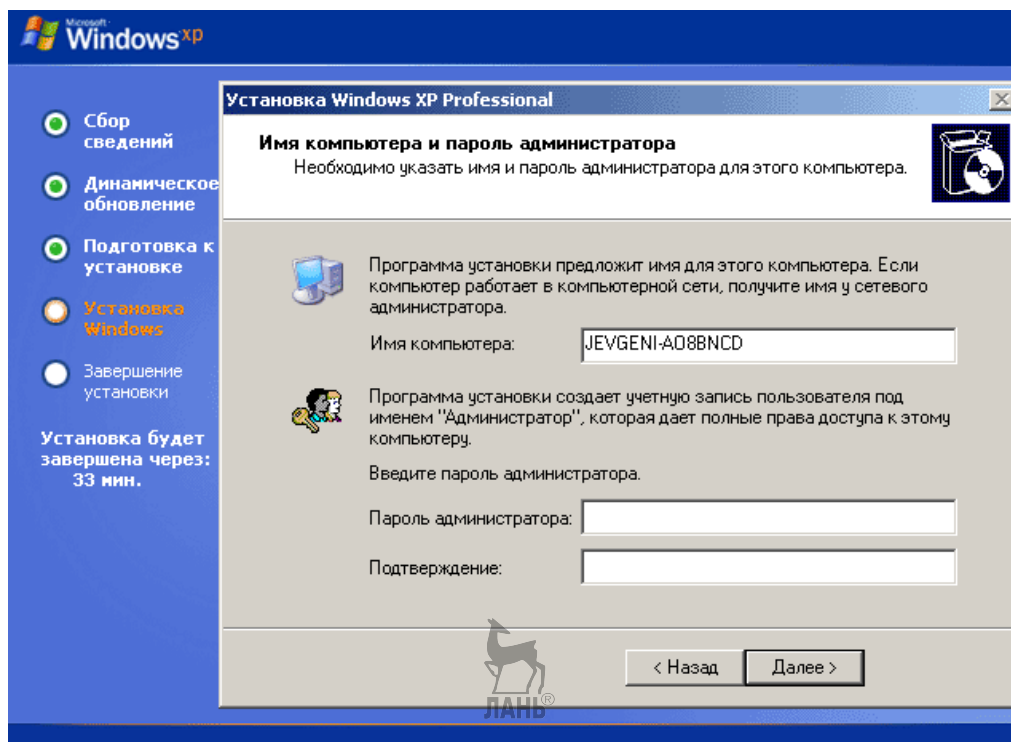 Microsoft
Windows xp
Сбор
сведений
Динамическое
обновление
Подготовка к
установке
Установка
Windows
Завершение
установки
Установка будет
завершена через:
33 мин.
Установка Windows XP Professional
Имя компьютера и пароль администратора
Необходимо указать имя и пароль администратора для этого компьютера.
Программа установки предложит имя для этого компьютера. Если
компьютер работает в компьютерной сети, получите имя у сетевого
администратора.
Имя компьютера:
JEVGENI-AO8BNCD
Программа установки создает учетную запись пользователя под
именем "Администратор", которая дает полные права доступа к этому
компьютеру.
Введите пароль администратора.
Пароль администратора:
Подтверждение:
< Назад
Далее >
ЛАНЬ®